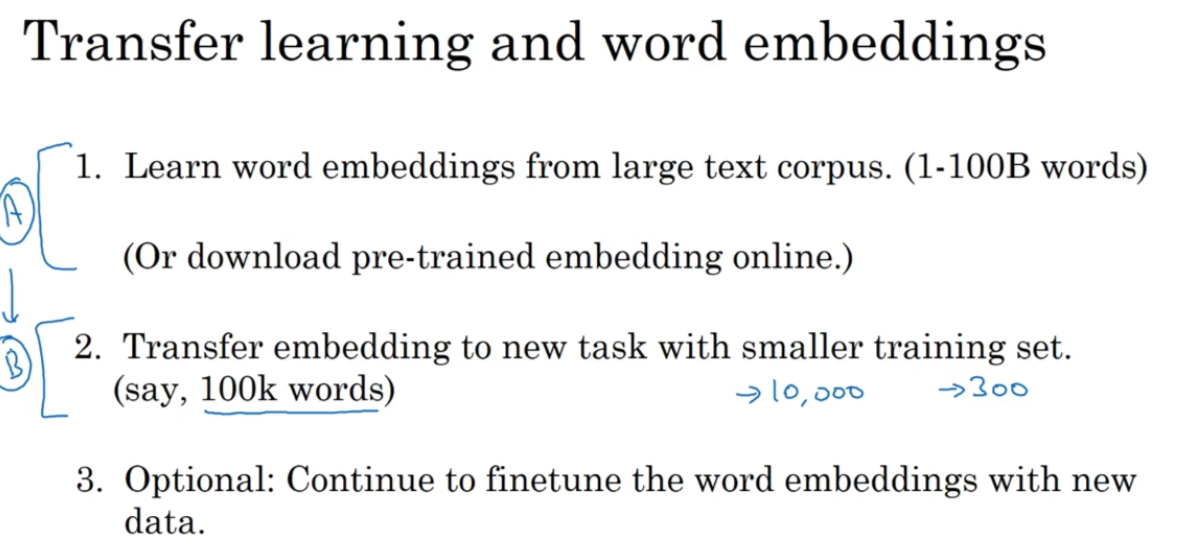 Transfer learning and word embeddings
1. Learn word embeddings from large text corpus. (1-100B words)
A
(Or download pre-trained embedding online.)
2. Transfer embedding to new task with smaller training set.
B
(say, 100k words) →10,000 →300
3. Optional: Continue to finetune the word embeddings with new
data.